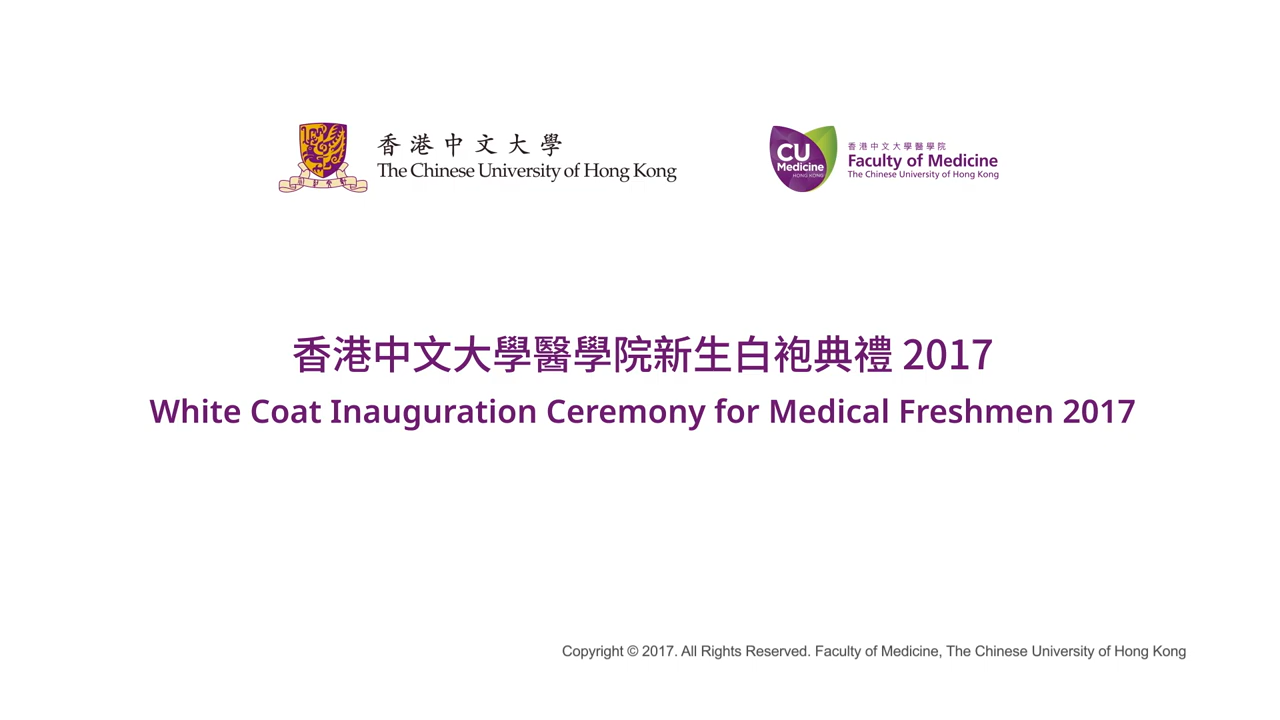 香港中文大學
The Chinese University of Hong Kong
CU
Medicine
HONG KONG
香港中文大學醫學院
Faculty of Medicine
The Chinese University of Hong Kong
香港中文大學醫學院新生白袍典禮 2017
White Coat Inauguration Ceremony for Medical Freshmen 2017
Copyright © 2017. All Rights Reserved. Faculty of Medicine, The Chinese University of Hong Kong